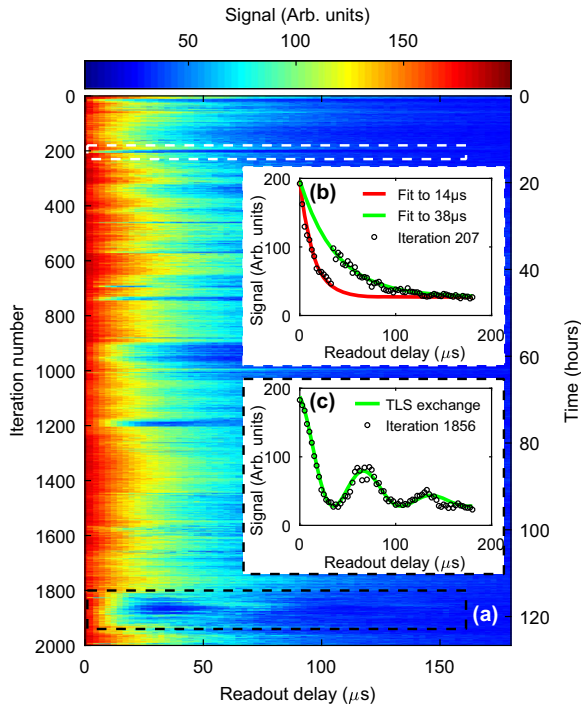 Signal (Arb. units)
50 100 150
0 0
200
400 20
600
40
800
1000 60
1200
80
1400
1600 100
1800
120
2000
0 50 100 150
Readout delay (μs)
Iteration number
Time (hours)
(a)
(b)
Fit to 14μs
Fit to 38μs
Iteration 207
200
100
0
0 100 200
Signal (Arb. units)
Readout delay (μs)
(c)
TLS exchange
Iteration 1856
200
100
0
0 100 200
Signal (Arb. units)
Readout delay (μs)